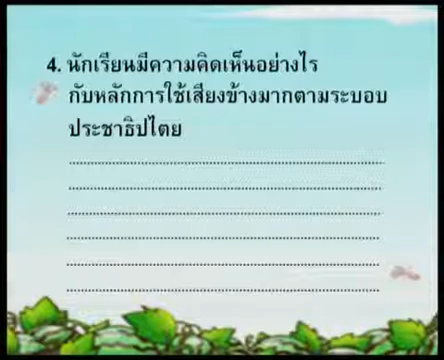 4. นักเรียนมีความคิดเห็นอย่างไร
กับหลักการใช้เสียงข้างมากตามระบอบ
ประชาธิปไตย